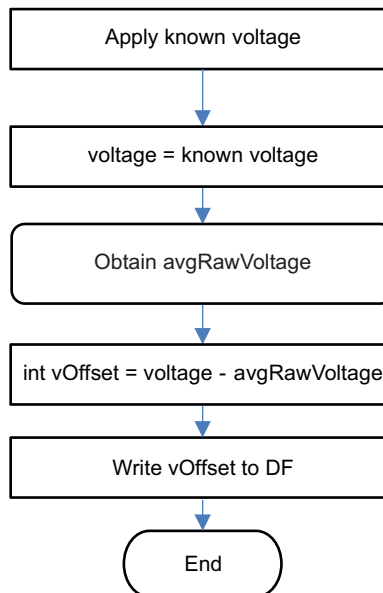 Apply known voltage
voltage = known voltage
Obtain avgRawVoltage
int vOffset = voltage - avgRawVoltage
Write vOffset to DF
End